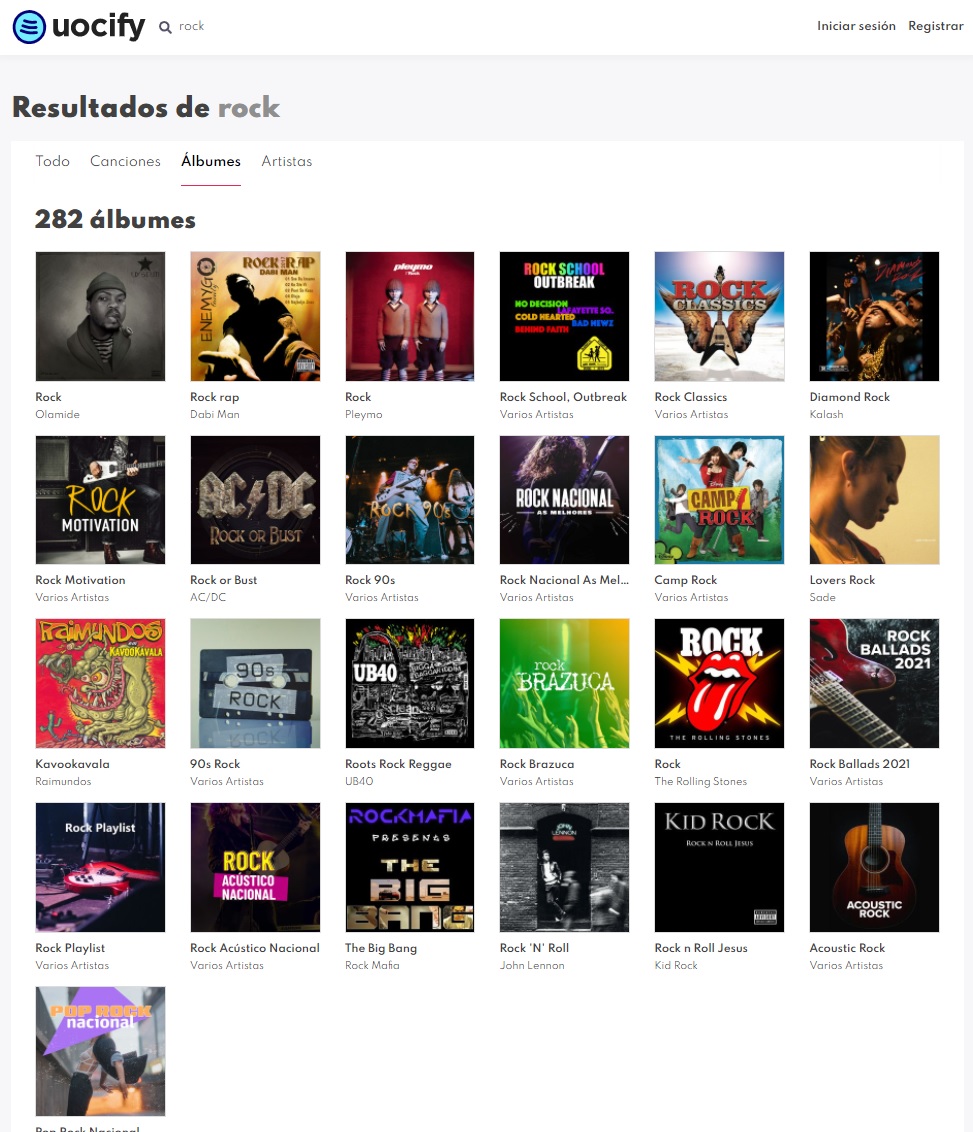 uocify
rock
Iniciar sesión Registrar
Resultados de rock
Todo Canciones Álbumes Artistas
282 álbumes
ROCK RAP
DABI MAN
ENEMYGO
pleymo
Rock
ROCK SCHOOL
OUTBREAK
NO DECISION
LAFAYETTE SQ.
COLD HEARTED
BAD NEWZ
BEHIND FAITH
ROCK
CLASSICS
Rock
Olamide
Rock rap
Dabi Man
Rock
Pleymo
Rock School, Outbreak
Varios Artistas
Rock Classics
Varios Artistas
Diamond Rock
Kalash
ROCK
MOTIVATION
AC/DC
ROCK OR BUST
ROCK 90s
ROCK NACIONAL
AS MELHORES
Disney
CAMP
ROCK
Rock Motivation
Varios Artistas
Rock or Bust
AC/DC
Rock 90s
Varios Artistas
Rock Nacional As Mel...
Varios Artistas
Camp Rock
Varios Artistas
Lovers Rock
Sade
RAIMUNDOS
KAVOOKAVALA
90s
ROCK
UB40
rock
BRAZUCA
ROCK
THE ROLLING STONES
ROCK
BALLADS
2021
Kavookavala
Raimundos
90s Rock
Varios Artistas
Roots Rock Reggae
UB40
Rock Brazuca
Varios Artistas
Rock
The Rolling Stones
Rock Ballads 2021
Varios Artistas
Rock Playlist
ROCK
ACÚSTICO
NACIONAL
ROCKMAFIA
PRESENTS
THE
BIG
BANG
JOHN
LENNON
KID ROCK
ROCK N ROLL JESUS
ACOUSTIC
ROCK
Rock Playlist
Varios Artistas
Rock Acústico Nacional
Varios Artistas
The Big Bang
Rock Mafia
Rock 'N' Roll
John Lennon
Rock n Roll Jesus
Kid Rock
Acoustic Rock
Varios Artistas
POP ROCK
nacional
Pop Rock Nacional